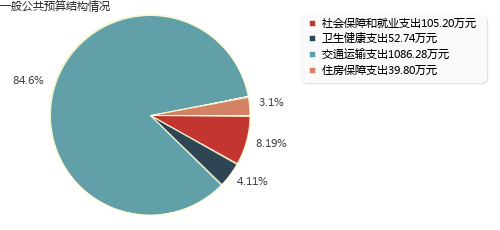 一般公共预算结构情况
社会保障和就业支出105.20万元
卫生健康支出52.74万元
交通运输支出1086.28万元
住房保障支出39.80万元
84.6%
3.1%
8.19%
4.11%